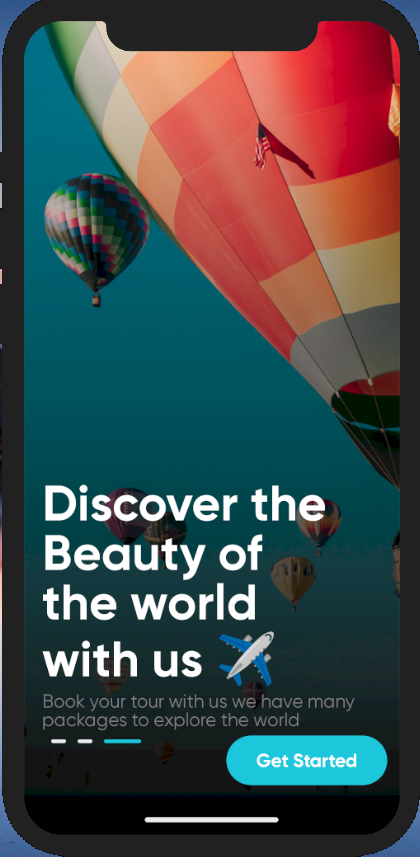 Discover the
Beauty of
the world
with us ✈️
Book your tour with us we have many
packages to explore the world
Get Started